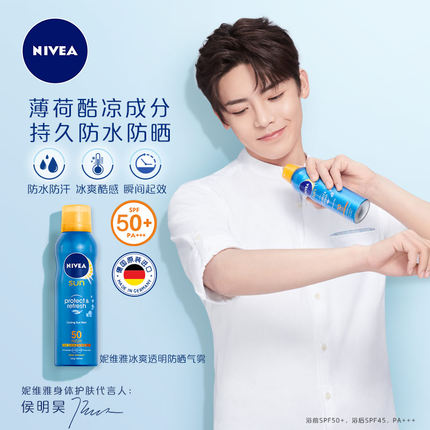 NIVEA
薄荷酷凉成分
持久防水防晒
防水防汗 冰爽酷感 瞬间起效
SPF
50+
PA+++
NIVEA
sun
protect &
refresh
50
德国原装进口
MADE IN GERMANY
妮维雅冰爽透明防晒气雾
妮维雅身体护肤代言人：
侯明昊
浴前SPF50+，浴后SPF45，PA+++